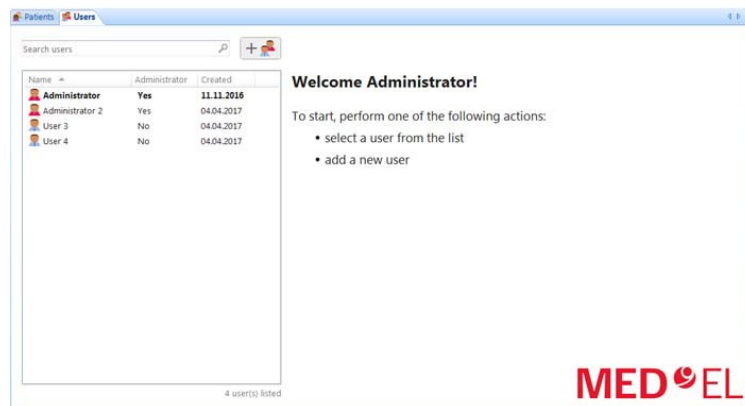 Patients Users
Search users
Name Administrator Created
Administrator Yes 11.11.2016
Administrator 2 Yes 04.04.2017
User 3 No 04.04.2017
User 4 No 04.04.2017
4 user(s) listed
Welcome Administrator!
To start, perform one of the following actions:
• select a user from the list
• add a new user
MED EL